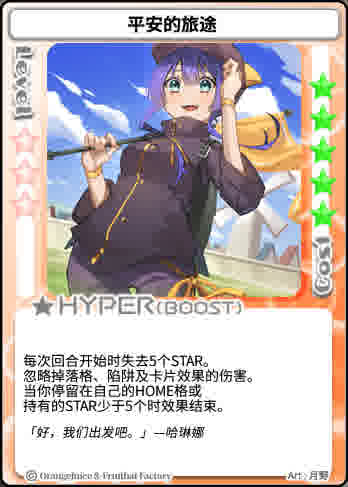 平安的旅途
Level
Cost
HYPER(BOOST)
每次回合开始时失去5个STAR。
忽略掉落格、陷阱及卡片效果的伤害。
当你停留在自己的HOME格或
持有的STAR少于5个时效果结束。
「好，我们出发吧。」—哈琳娜
© OrangeJuice & Fruitbat Factory
Art：月野